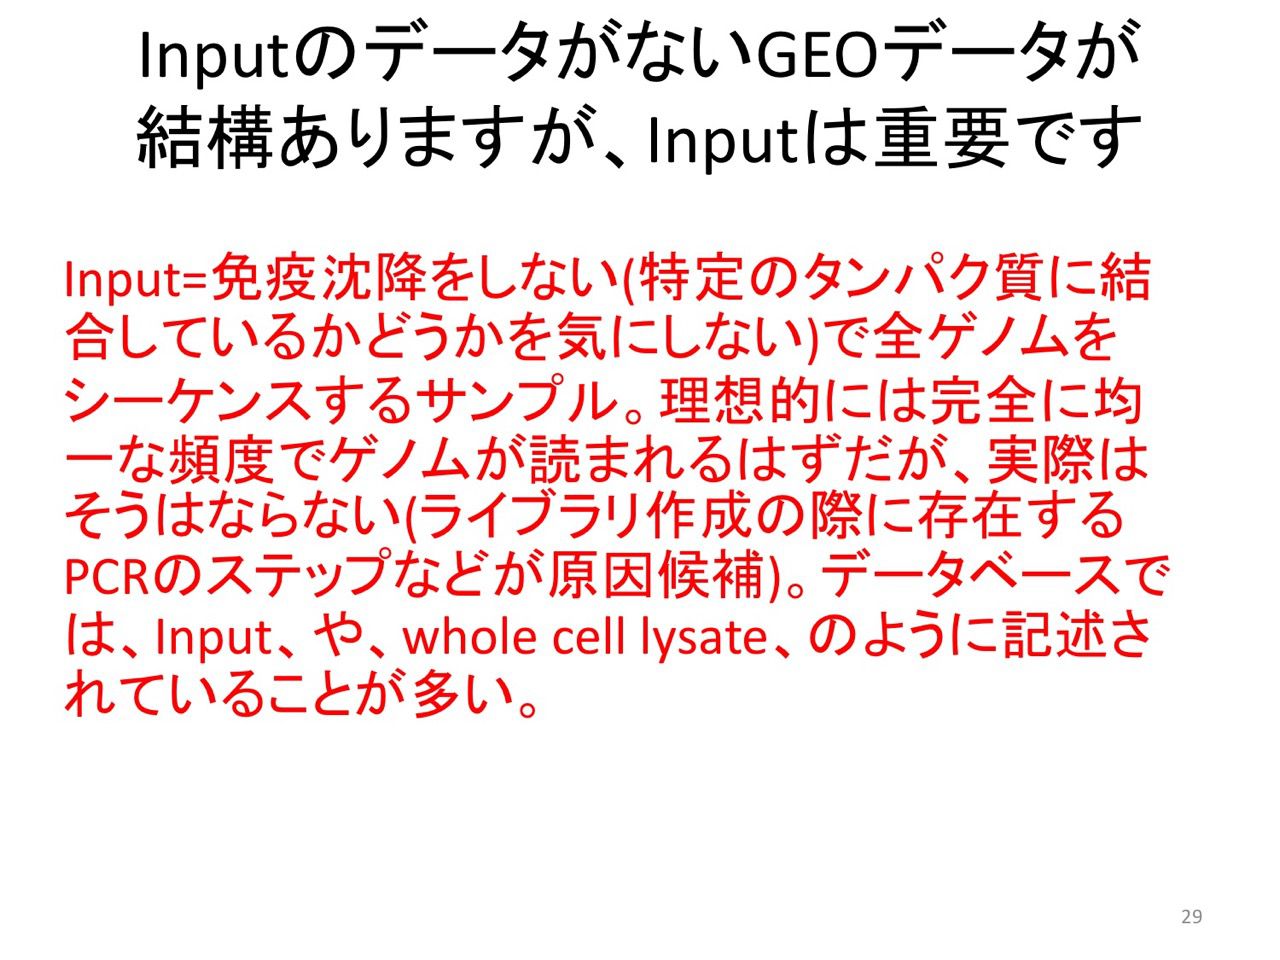 InputのデータがないGEOデータが
結構ありますが、Inputは重要です
Input=免疫沈降をしない(特定のタンパク質に結
合しているかどうかを気にしない)で全ゲノムを
シーケンスするサンプル。理想的には完全に均
一な頻度でゲノムが読まれるはずだが、実際は
そうはならない(ライブラリ作成の際に存在する
PCRのステップなどが原因候補)。データベースで
は、Input、や、whole cell lysate、のように記述さ
れていることが多い。
29